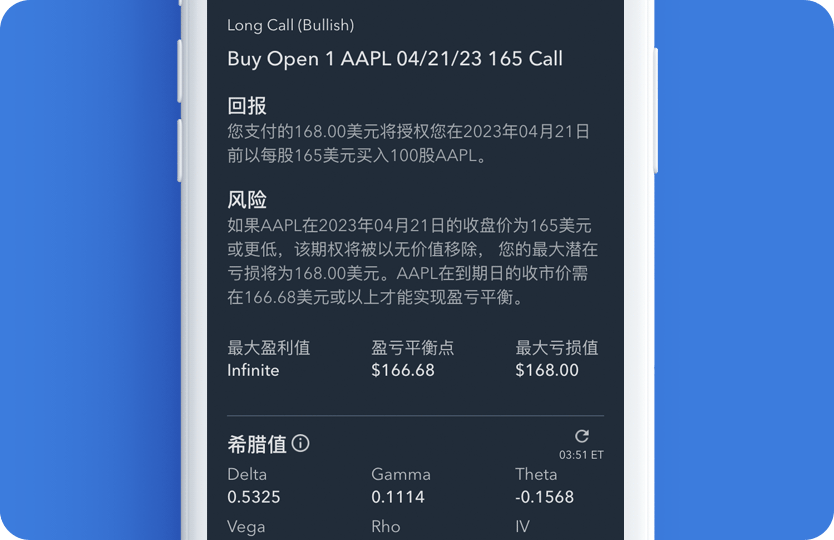 Long Call (Bullish)
Buy Open 1 AAPL 04/21/23 165 Call
回报
您支付的168.00美元将授权您在2023年04月21日
前以每股165美元买入100股AAPL。
风险
如果AAPL在2023年04月21日的收盘价为165美元
或更低，该期权将被以无价值移除， 您的最大潜在
亏损将为168.00美元。AAPL在到期日的收市价需
在166.68美元或以上才能实现盈亏平衡。
最大盈利值 盈亏平衡点 最大亏损值
Infinite $166.68 $168.00
希腊值
03:51 ET
Delta Gamma Theta
0.5325 0.1114 -0.1568
Vega Rho IV